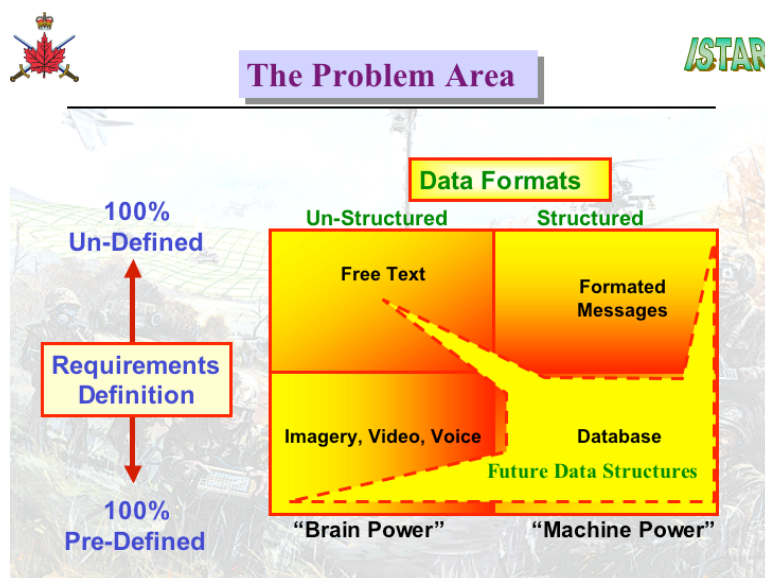 ISTAR
The Problem Area
Data Formats
Un-Structured
Structured
100%
Un-Defined
Free Text
Formated
Messages
Requirements
Definition
Imagery, Video, Voice
Database
Future Data Structures
100%
Pre-Defined
“Brain Power”
“Machine Power”